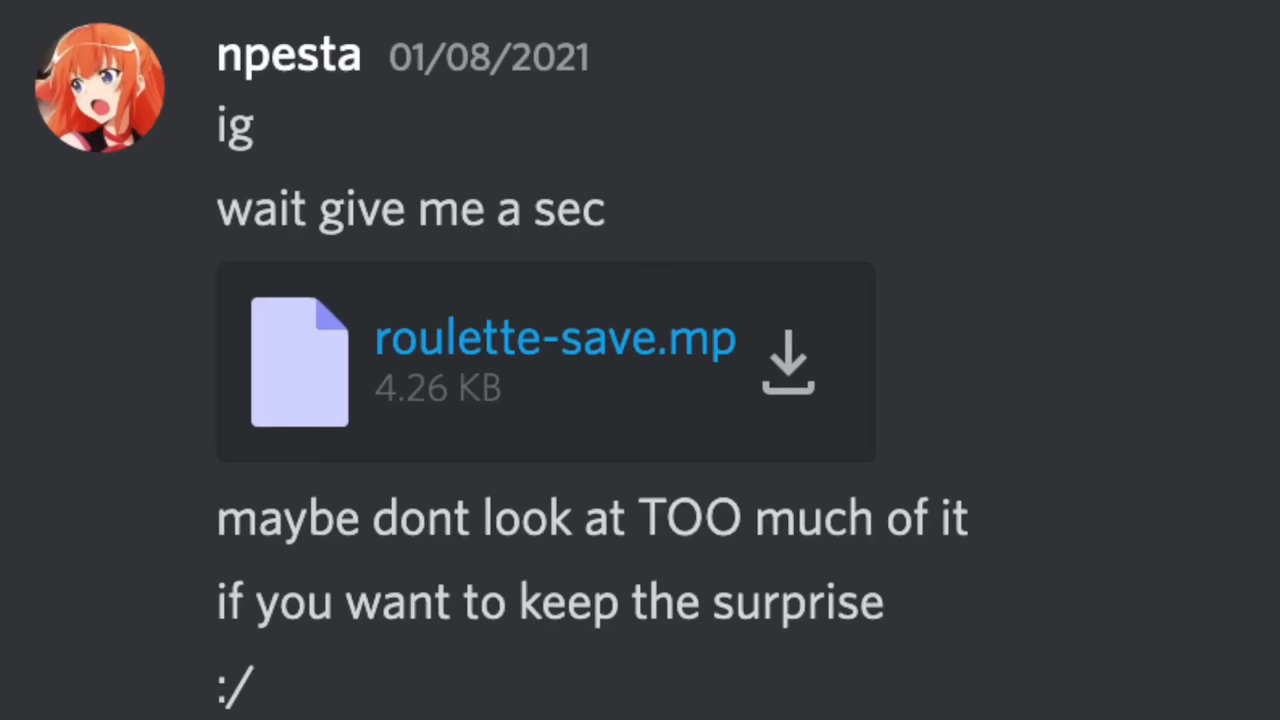 npesta 01/08/2021
ig
wait give me a sec
roulette-save.mp
4.26 KB
maybe dont look at TOO much of it
if you want to keep the surprise
:/